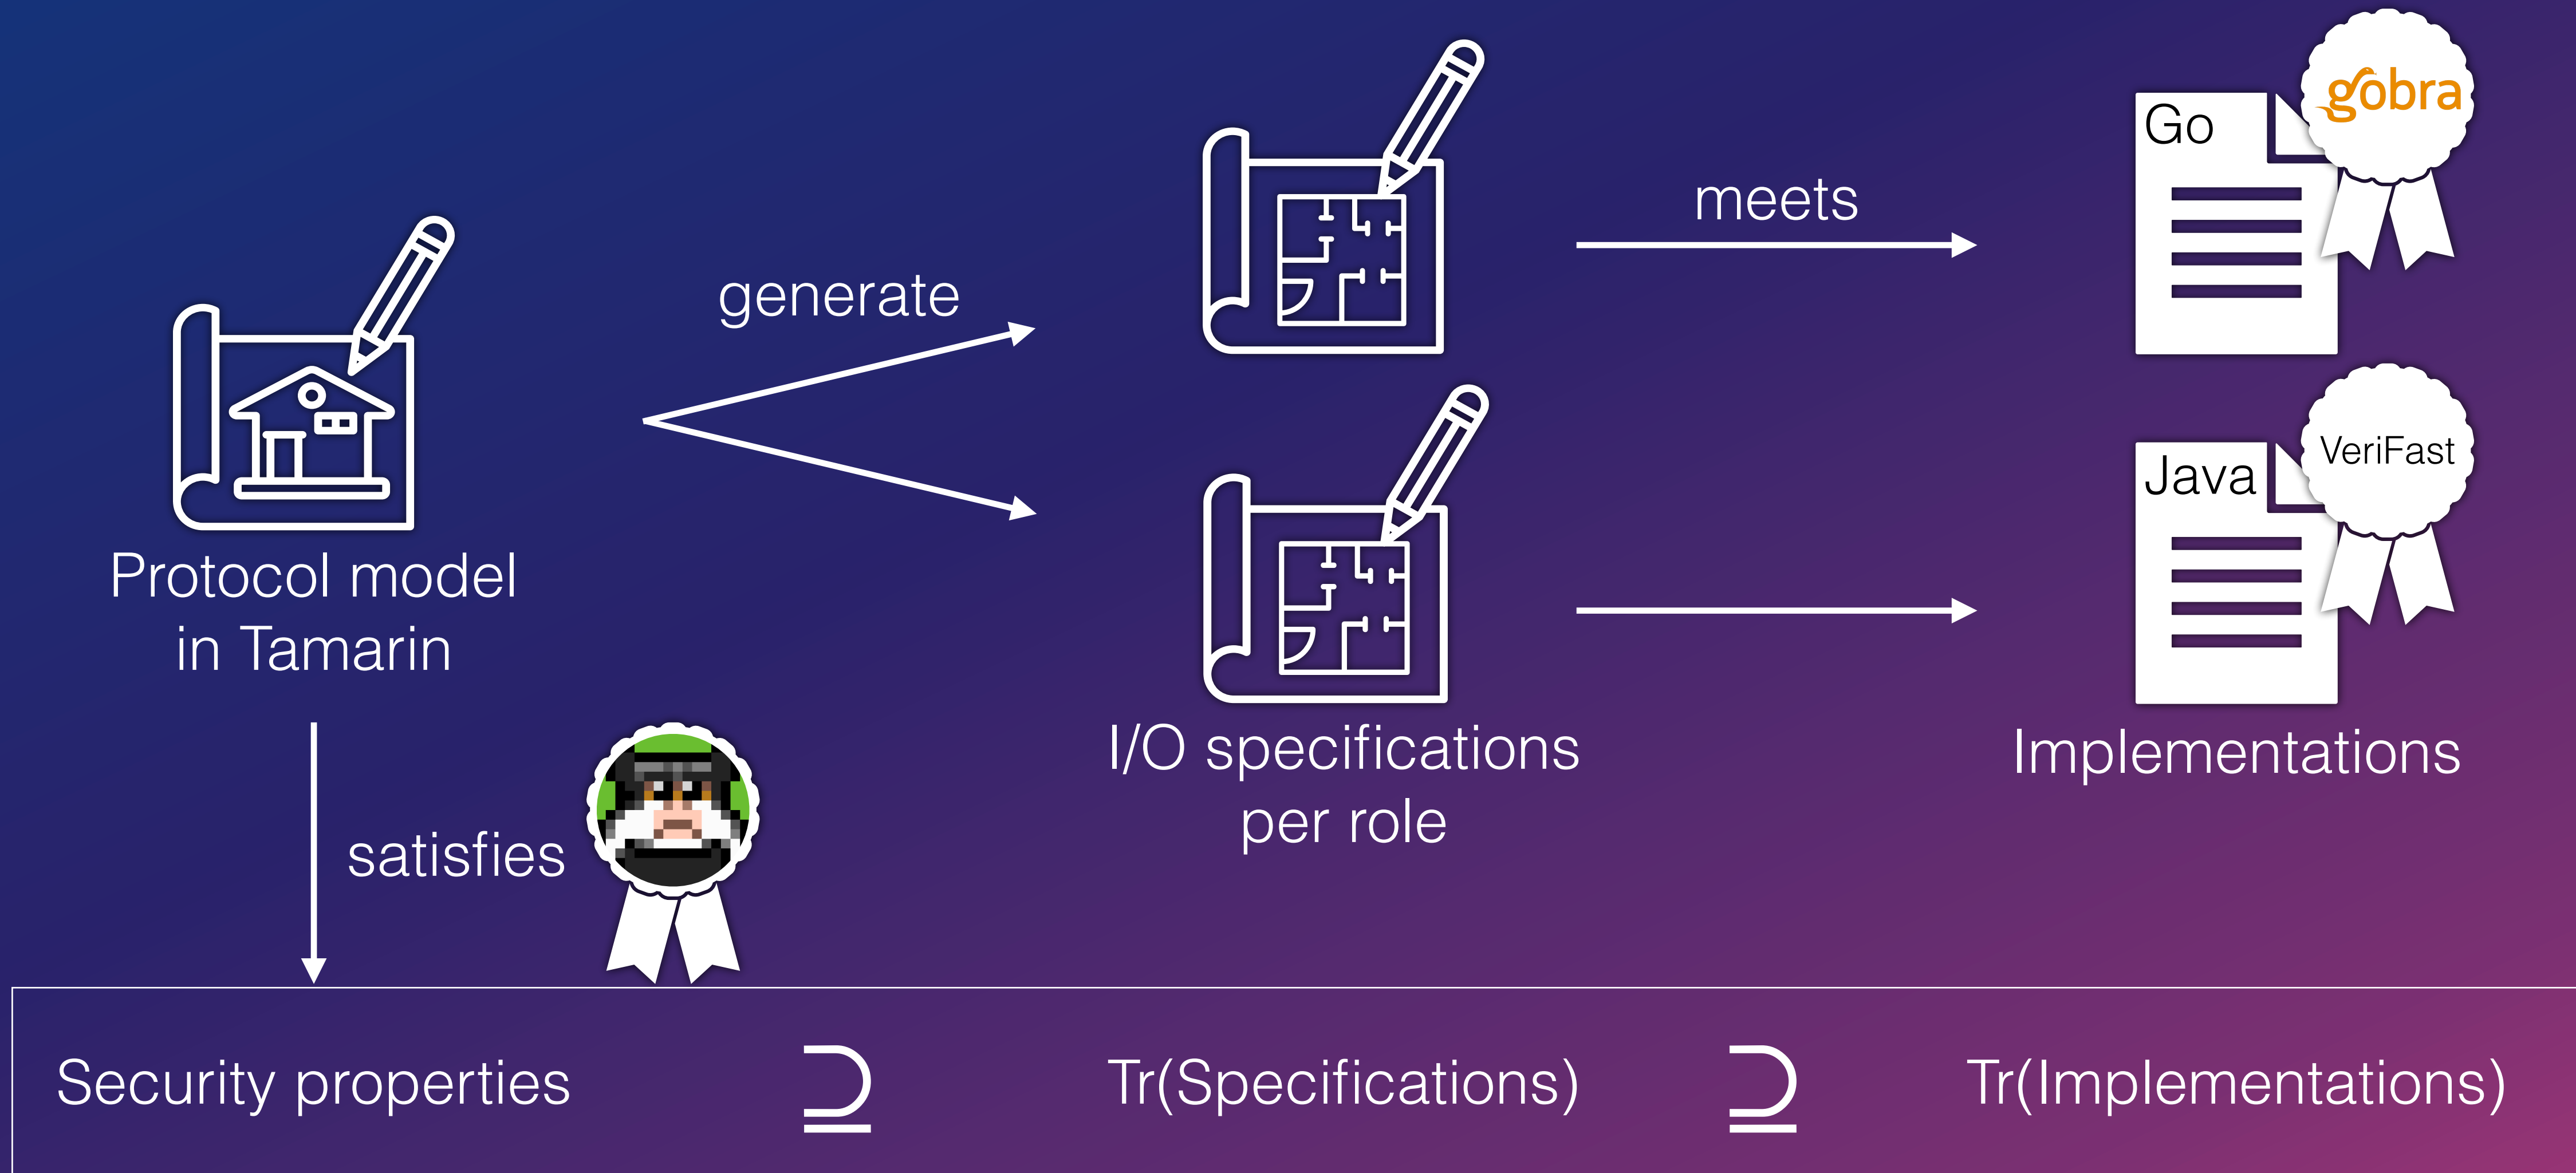 Go
gobra
generate
meets
Java
VeriFast
Protocol model
in Tamarin
I/O specifications
per role
Implementations
satisfies
Security properties
⊇
Tr(Specifications)
⊇
Tr(Implementations)